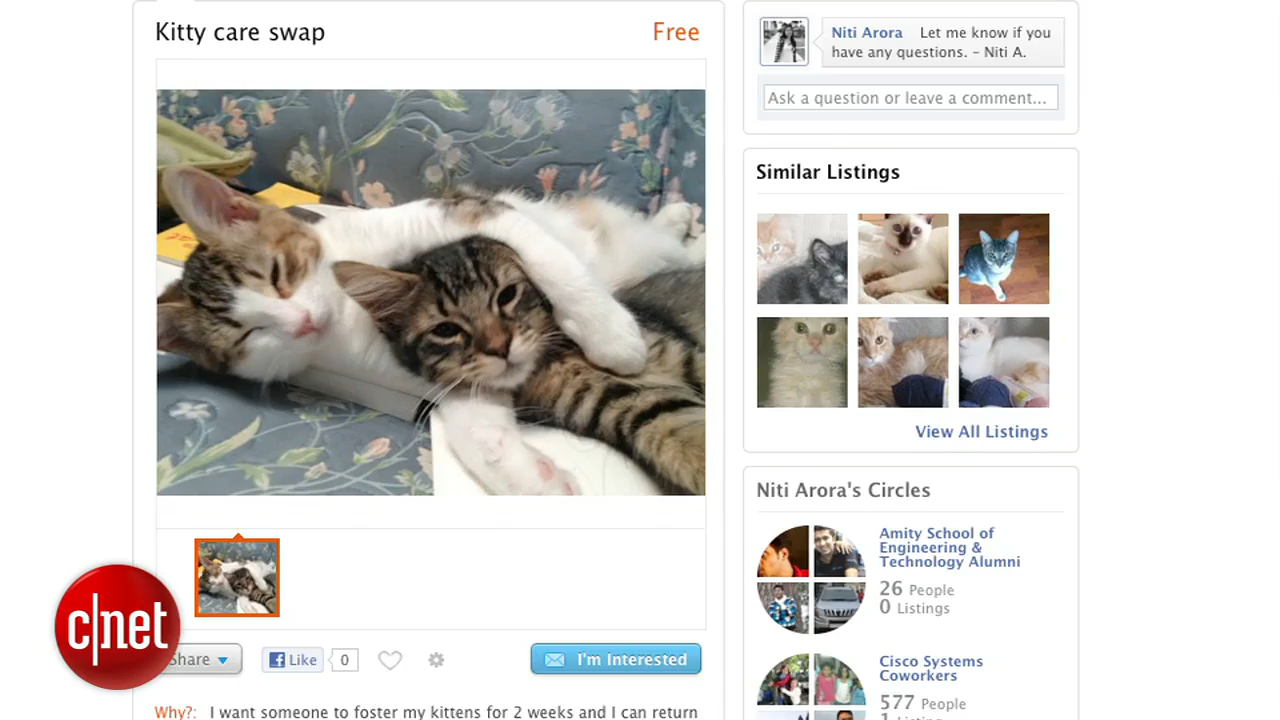 Kitty care swap
Free
Share
Like
0
I'm Interested
Why?: I want someone to foster my kittens for 2 weeks and I can return
c|net
Niti Arora Let me know if you
have any questions. – Niti A.
Ask a question or leave a comment...
Similar Listings
View All Listings
Niti Arora's Circles
Amity School of
Engineering &
Technology Alumni
26 People
0 Listings
Cisco Systems
Coworkers
577 People
1 Listing